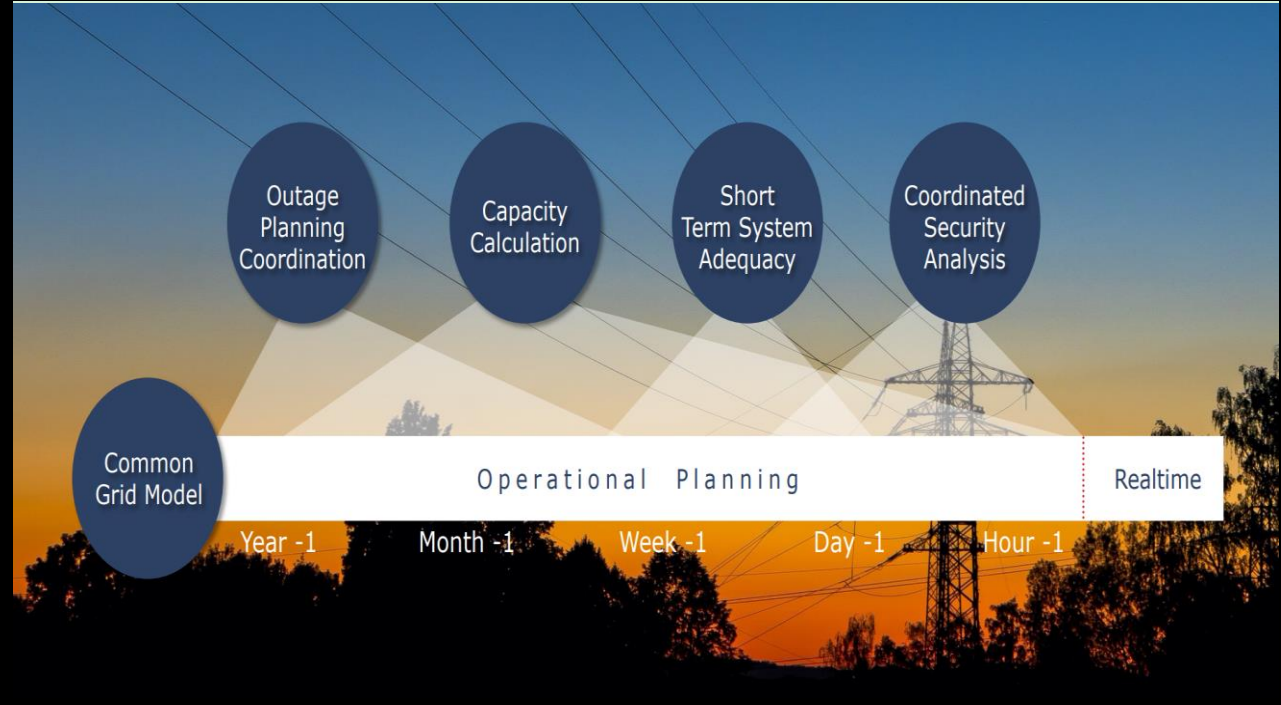 Outage
Planning
Coordination
Capacity
Calculation
Short
Term System
Adequacy
Coordinated
Security
Analysis
Common
Grid Model
Operational Planning
Realtime
Year -1
Month -1
Week -1
Day -1
Hour -1